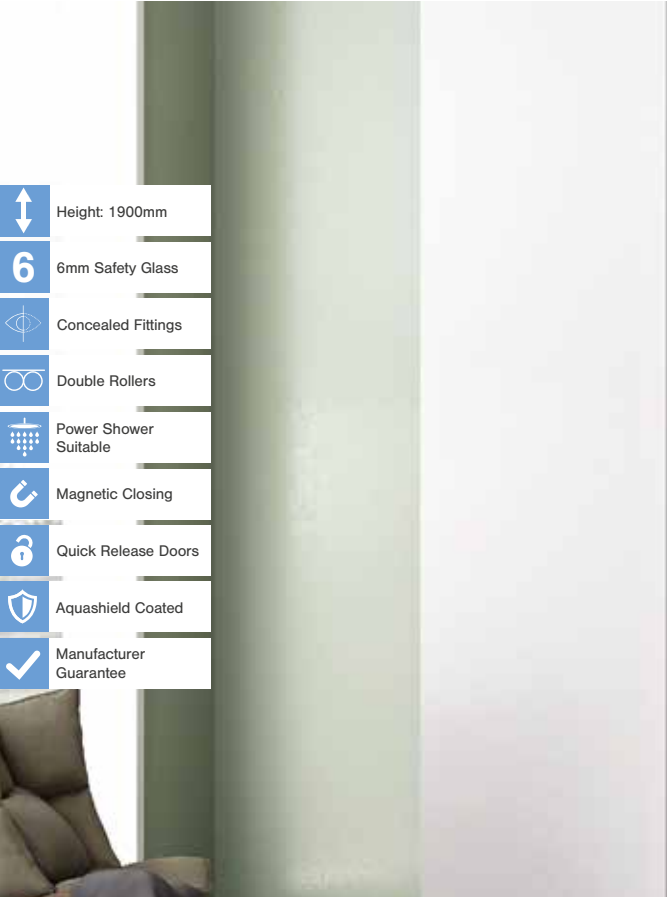 Height: 1900mm
6
6mm Safety Glass
Concealed Fittings
Double Rollers
Power Shower
Suitable
Magnetic Closing
Quick Release Doors
Aquashield Coated
Manufacturer
Guarantee